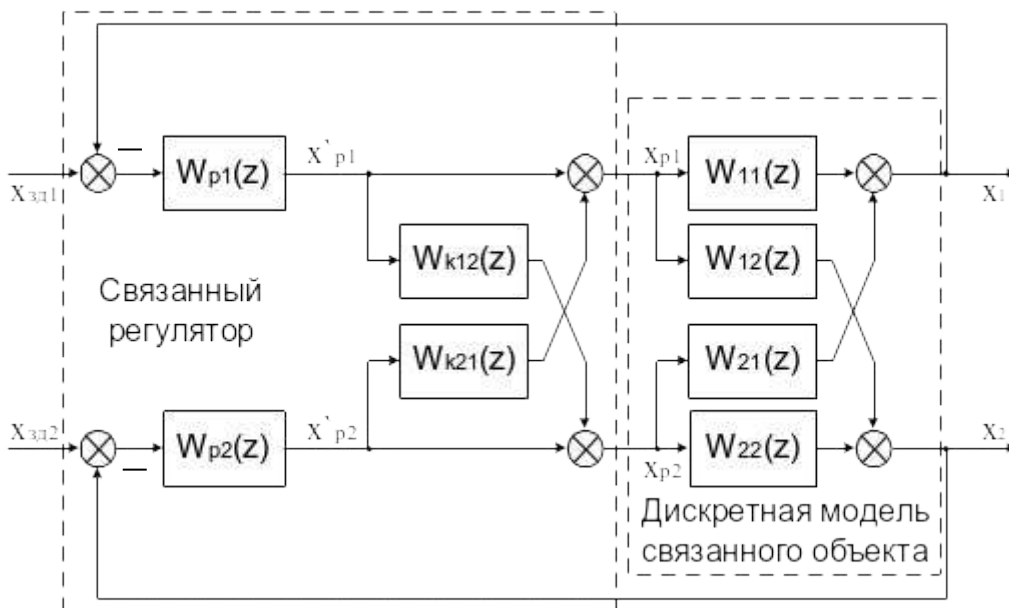 Xзд1
−
Wp1(z)
X`p1
Xp1
W11(z)
X1
Wk12(z)
W12(z)
Связанный
регулятор
Wk21(z)
W21(z)
Xзд2
−
Wp2(z)
X`p2
Xp2
W22(z)
X2
Дискретная модель
связанного объекта